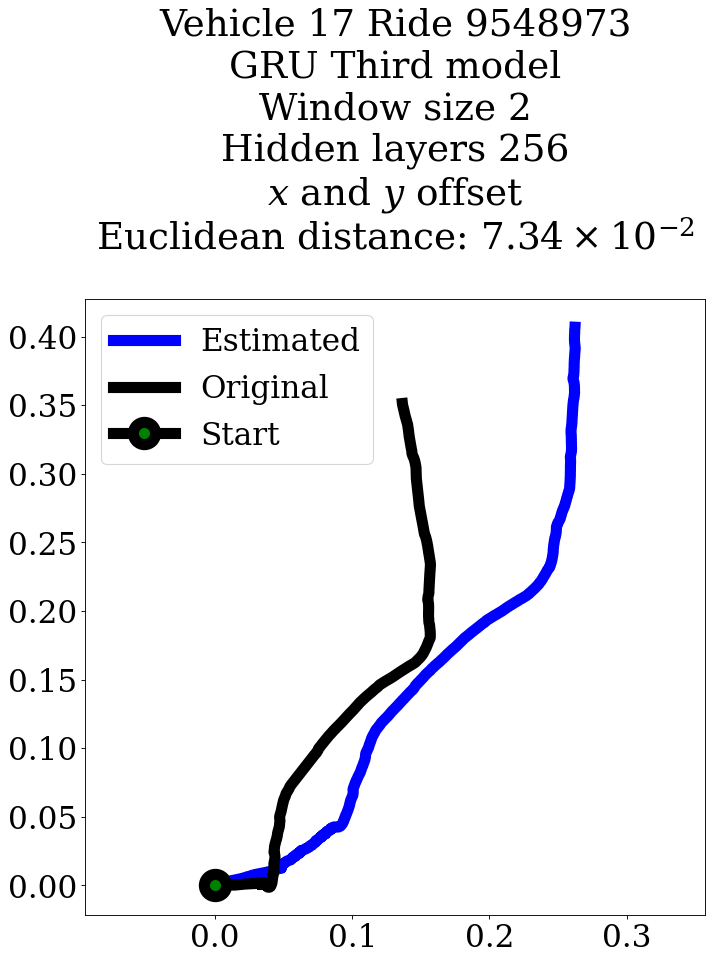 Vehicle 17 Ride 9548973
GRU Third model
Window size 2
Hidden layers 256
x and y offset
Euclidean distance: 7.34 × 10⁻²
Estimated
Original
Start
0.40
0.35
0.30
0.25
0.20
0.15
0.10
0.05
0.00
0.0 0.1 0.2 0.3